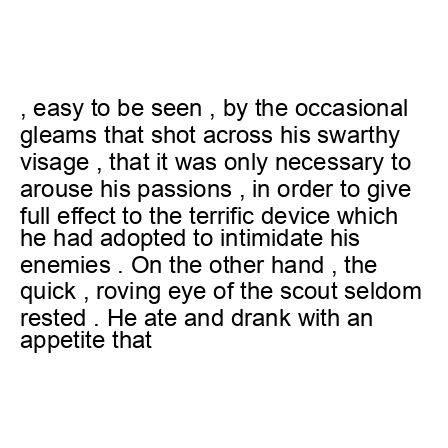 , easy to be seen , by the occasional
gleams that shot across his swarthy
visage , that it was only necessary to
arouse his passions , in order to give
full effect to the terrific device which
he had adopted to intimidate his
enemies . On the other hand , the
quick , roving eye of the scout seldom
rested . He ate and drank with an
appetite that